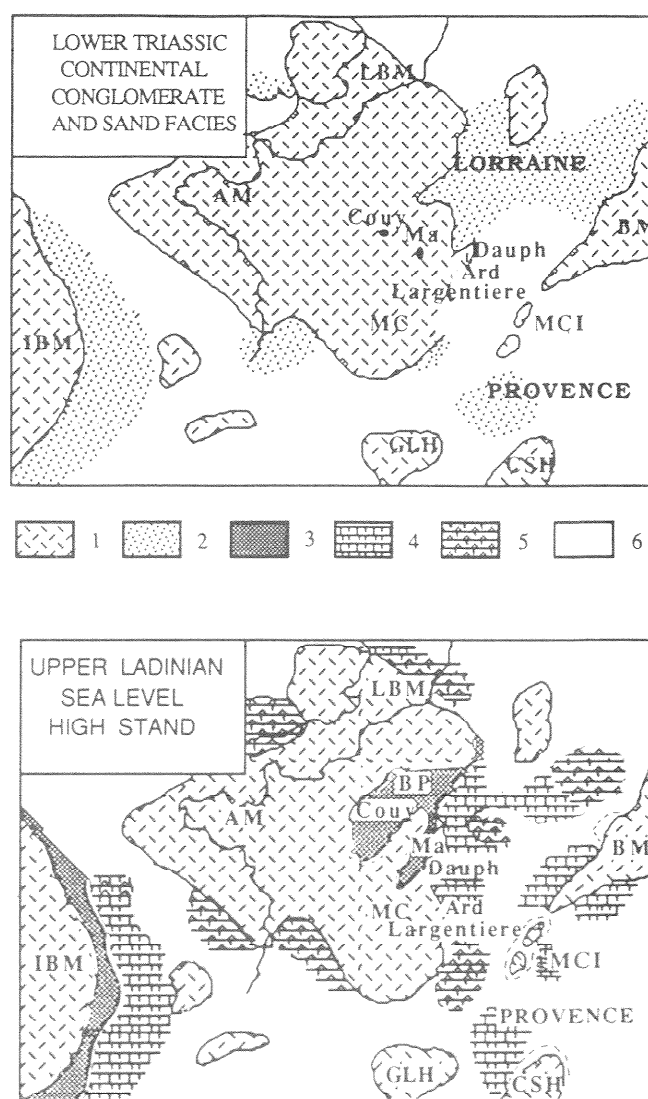 LOWER TRIASSIC
CONTINENTAL
CONGLOMERATE
AND SAND FACIES
LBM
LORRAINE
AM
BM
Couy
Ma
Dauph
Ard
Largentiere
IBM
MC
MCI
PROVENCE
GLH
CSH
1 2 3 4 5 6
UPPER LADINIAN
SEA LEVEL
HIGH STAND
LBM
BP
AM
Couy
Ma
BM
Dauph
MC
Ard
Largentiere
IBM
MCI
PROVENCE
GLH
CSH